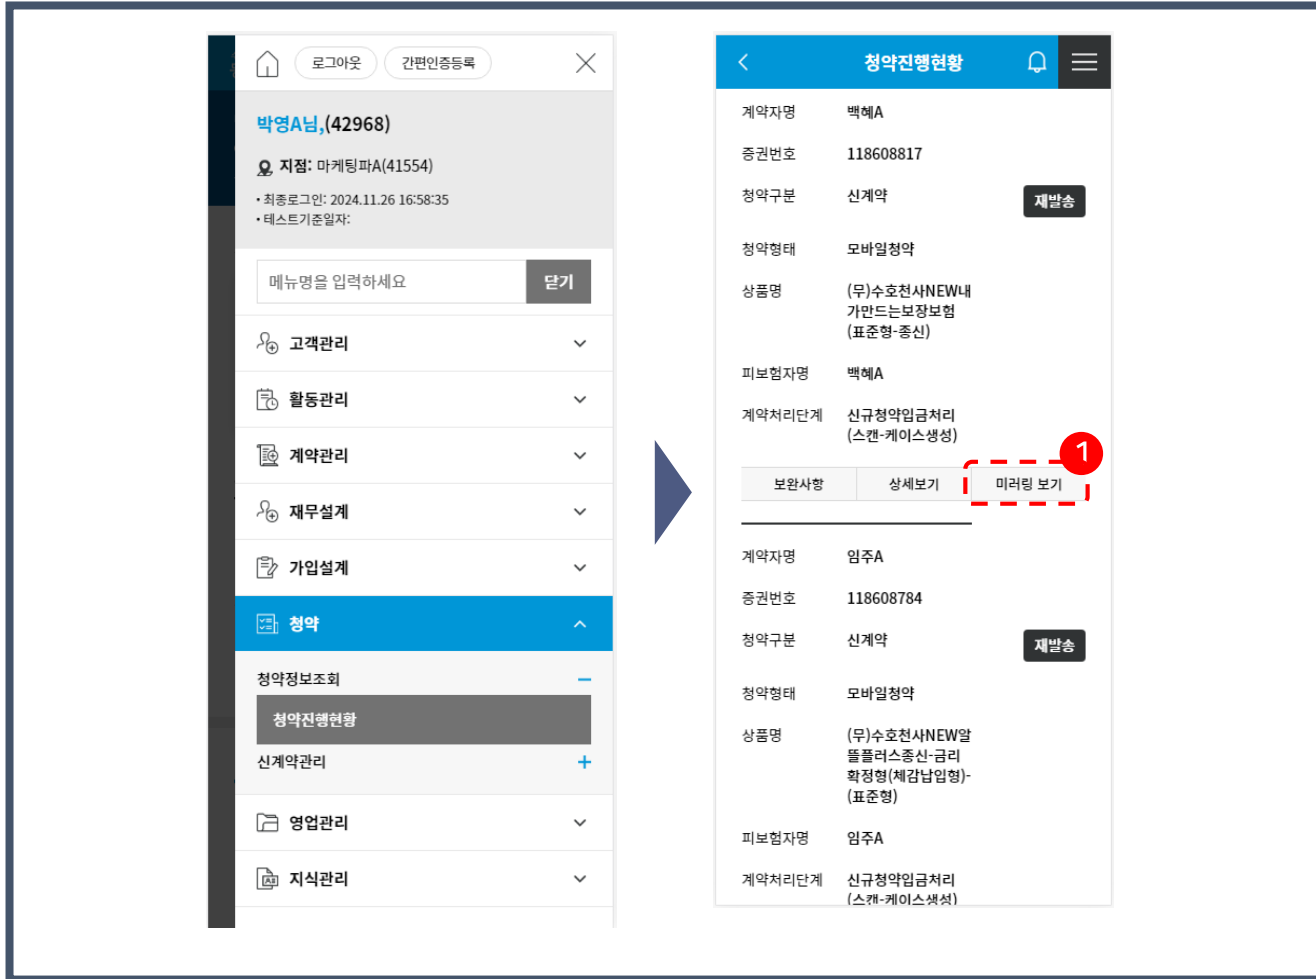 로그아웃
간편인증등록
박영A님,(42968)
지점: 마케팅파A(41554)
• 최종로그인: 2024.11.26 16:58:35
• 테스트기준일자:
메뉴명을 입력하세요
닫기
고객관리
활동관리
계약관리
재무설계
가입설계
청약
청약정보조회
청약진행현황
신계약관리
영업관리
지식관리
청약진행현황
계약자명 백혜A
증권번호 118608817
청약구분 신계약 재발송
청약형태 모바일청약
상품명 (무)수호천사NEW내
가만드는보장보험
(표준형-종신)
피보험자명 백혜A
계약처리단계 신규청약입금처리
(스캔-케이스생성)
1
보완사항 상세보기 미러링 보기
계약자명 임주A
증권번호 118608784
청약구분 신계약 재발송
청약형태 모바일청약
상품명 (무)수호천사NEW알
뜰플러스종신-금리
확정형(체감납입형)-
(표준형)
피보험자명 임주A
계약처리단계 신규청약입금처리
(스캔-케이스생성)